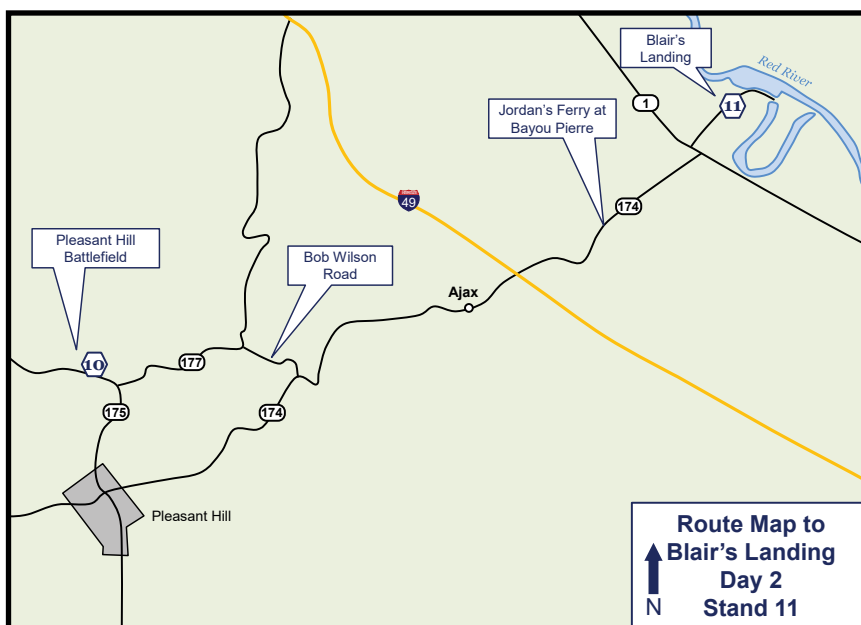 Blair's
Landing
Red River
11
1
Jordan's Ferry at
Bayou Pierre
174
49
Pleasant Hill
Battlefield
Bob Wilson
Road
Ajax
10
177
175
174
Pleasant Hill
Route Map to
Blair's Landing
Day 2
Stand 11
N